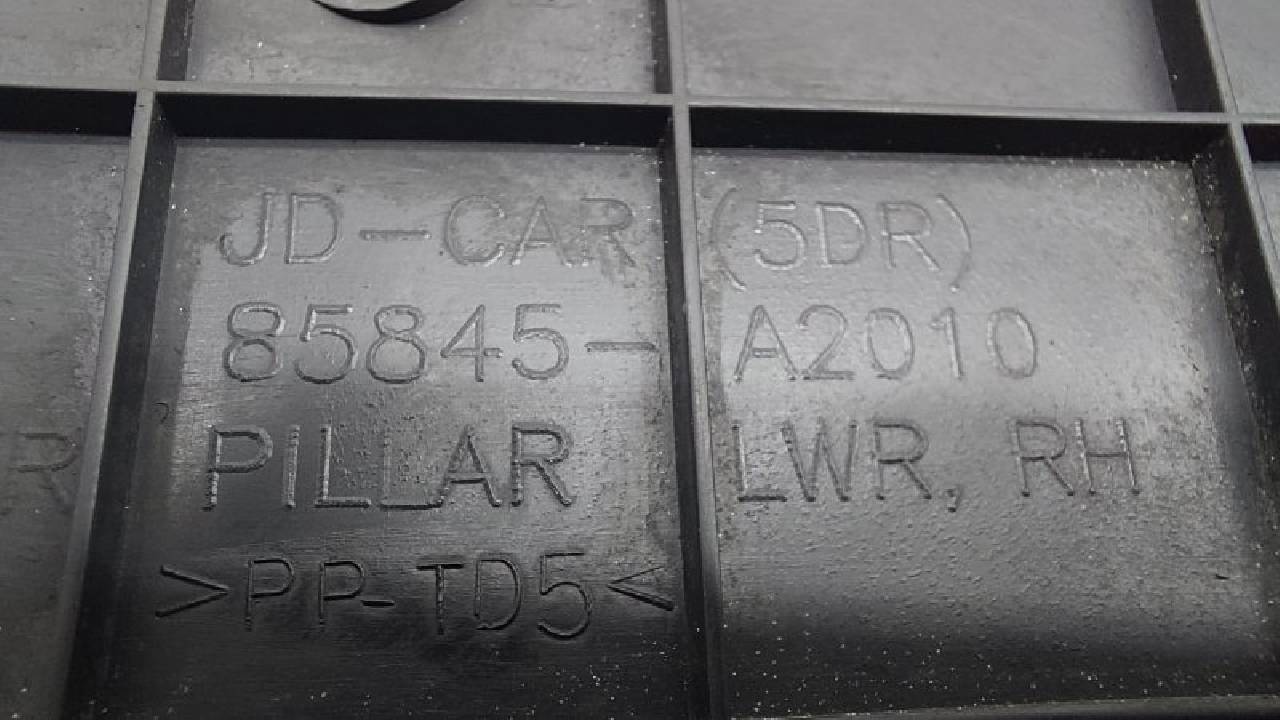 JD-CAR (5DR)
85845-A2010
PILLAR LWR, RH
>PP-TD5<